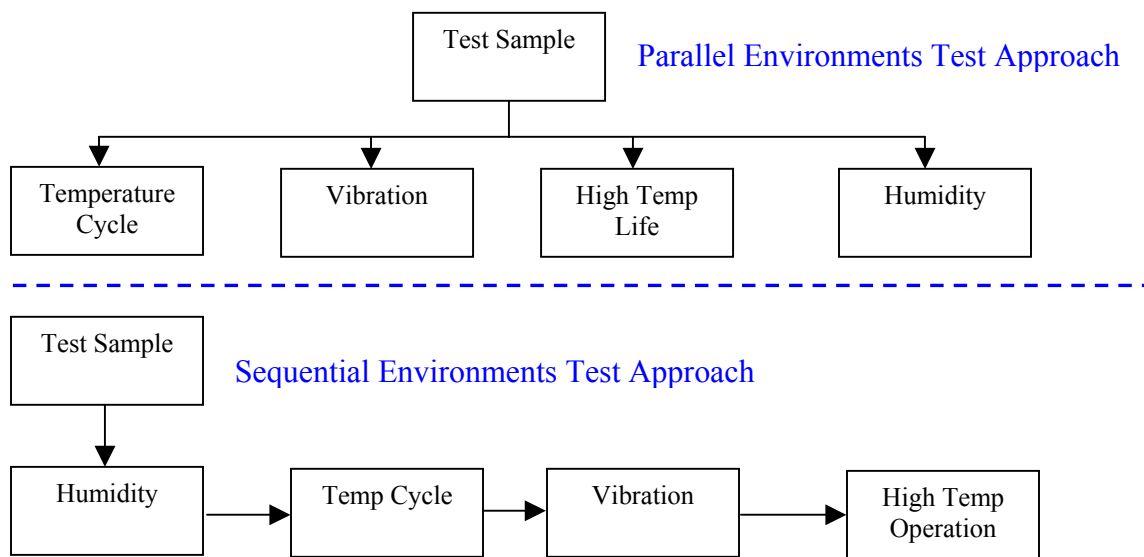 Test Sample
Parallel Environments Test Approach
Temperature
Cycle
Vibration
High Temp
Life
Humidity
Test Sample
Sequential Environments Test Approach
Humidity
Temp Cycle
Vibration
High Temp
Operation